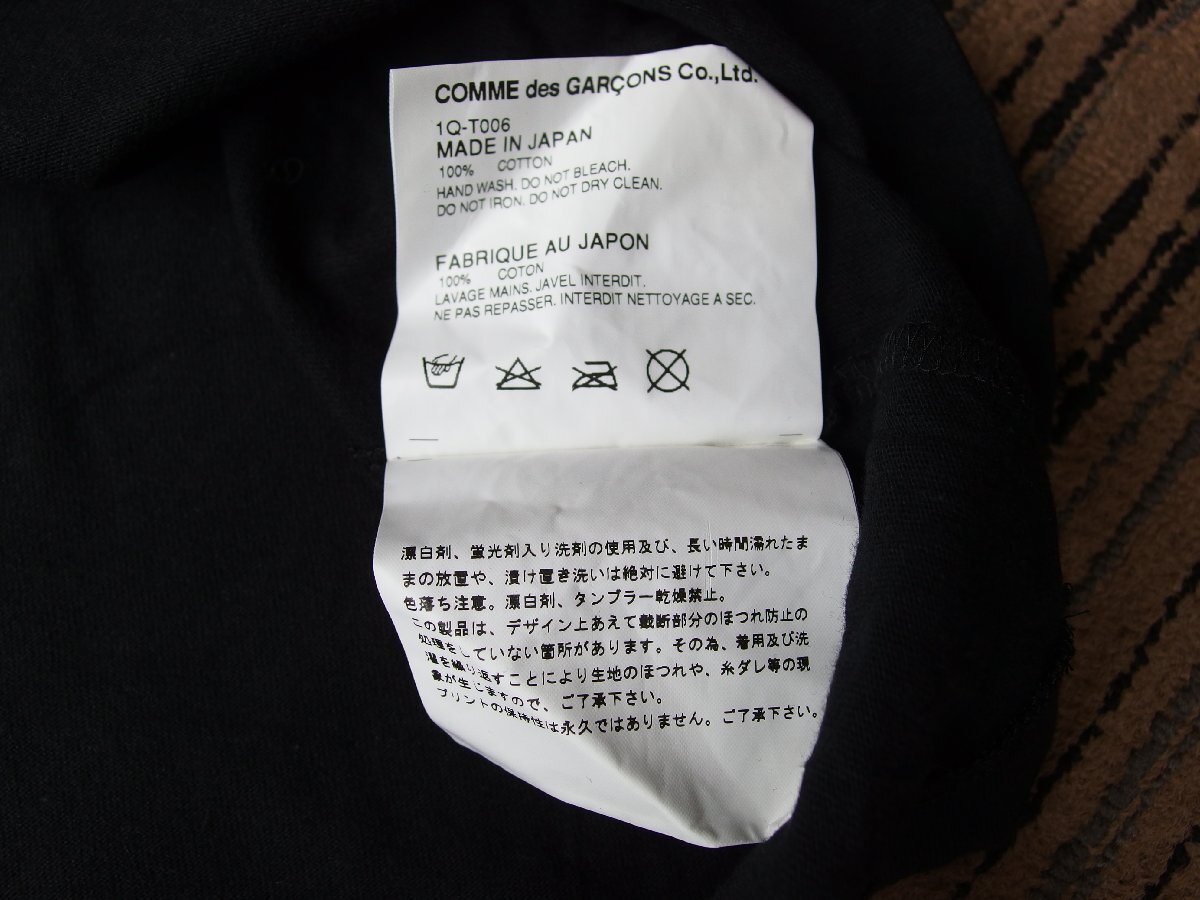 COMME des GARÇONS Co.,Ltd.
1Q-T006
MADE IN JAPAN
100% COTTON
HAND WASH. DO NOT BLEACH.
DO NOT IRON. DO NOT DRY CLEAN.
FABRIQUE AU JAPON
100% COTON
LAVAGE MAINS. JAVEL INTERDIT.
NE PAS REPASSER. INTERDIT NETTOYAGE A SEC.
漂白剤、蛍光剤入り洗剤の使用及び、長い時間濡れたま
まの放置や、漬け置き洗いは絶対に避けて下さい。
色落ち注意。漂白剤、タンブラー乾燥禁止。
この製品は、デザイン上あえて裁断部分のほつれ防止の
処理をしていない箇所があります。その為、着用及び洗
濯を繰り返すことにより生地のほつれや、糸ダレ等の現
象が生じますので、ご了承下さい。
プリントの保持性は永久ではありません。ご了承下さい。